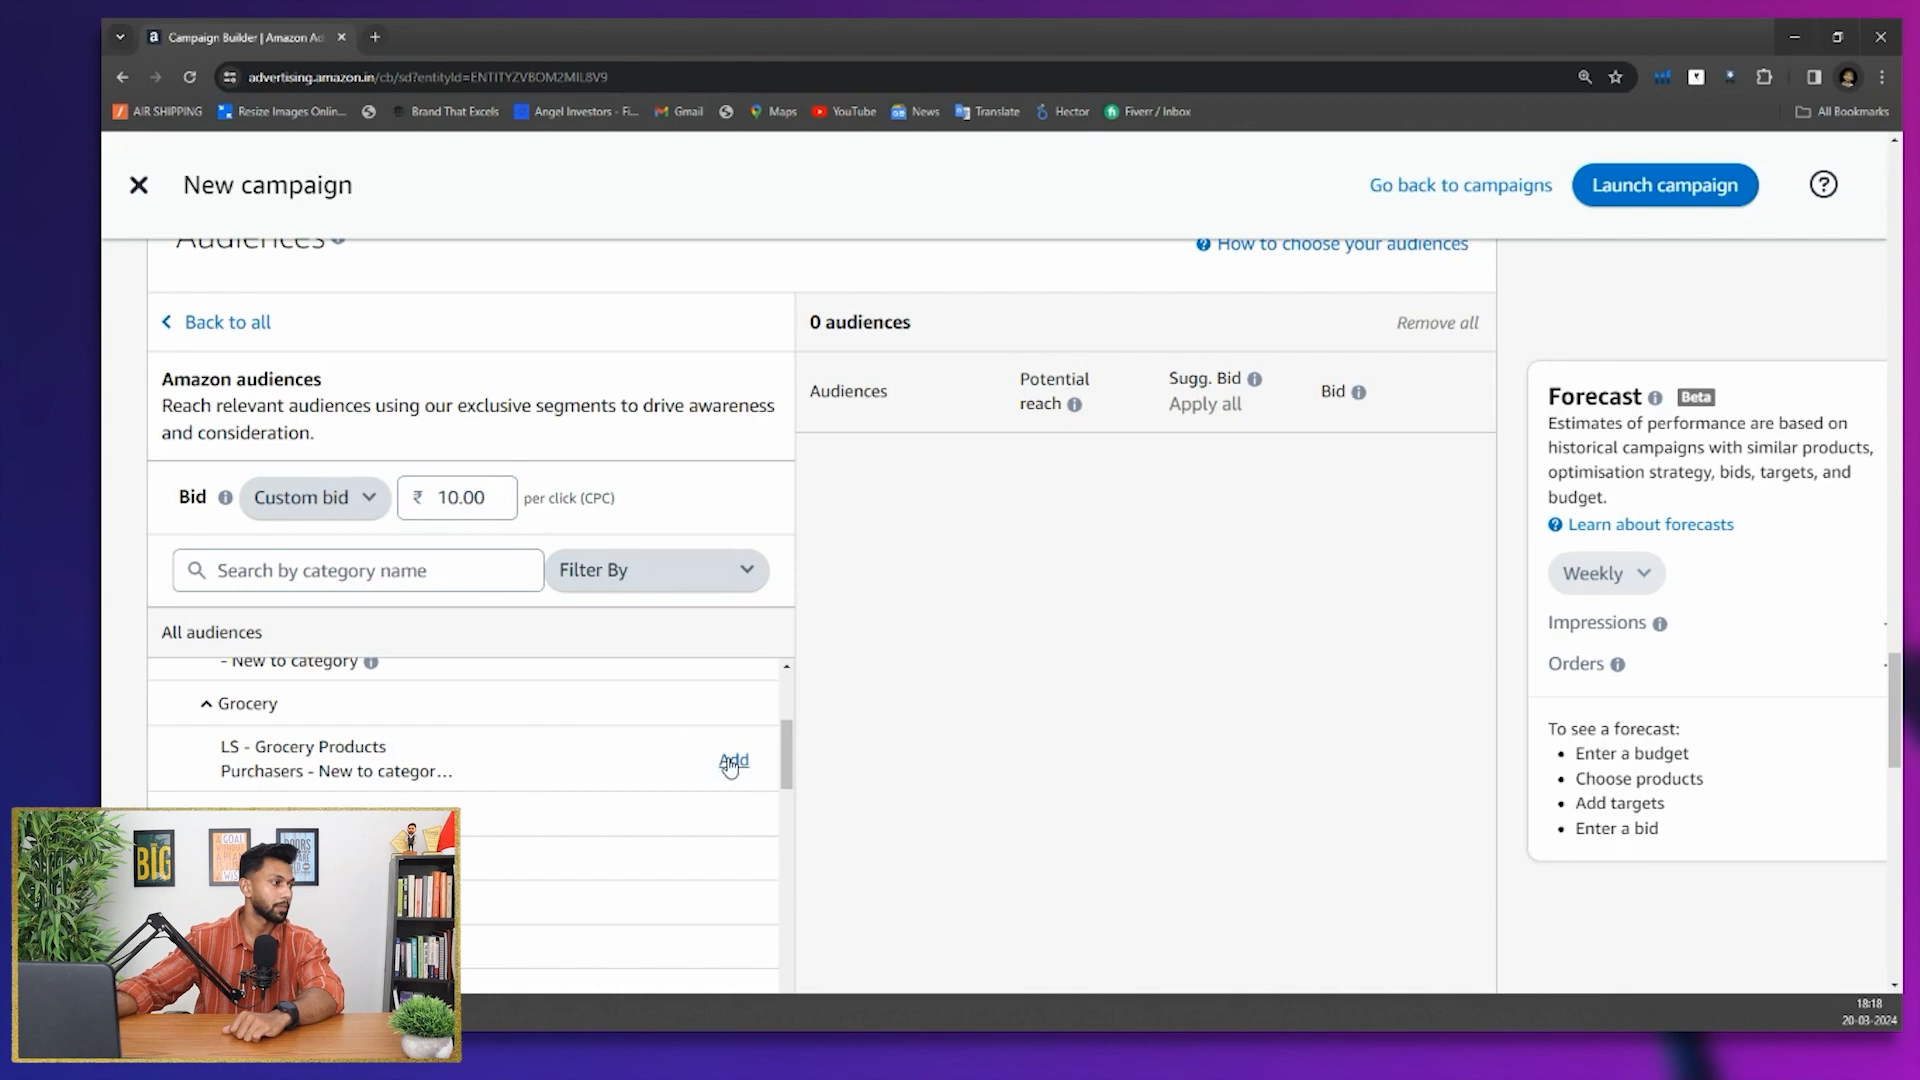 Campaign Builder | Amazon Ad
advertising.amazon.in/cb/sd?entityId=ENTITYZVBOM2MIL8V9
AIR SHIPPING
Resize Images Onlin...
Brand That Excels
Angel Investors - Fi...
Gmail
Maps
YouTube
News
Translate
Hector
Fiverr / Inbox
All Bookmarks
New campaign
Go back to campaigns
Launch campaign
Audiences
How to choose your audiences
Back to all
0 audiences
Remove all
Amazon audiences
Reach relevant audiences using our exclusive segments to drive awareness
and consideration.
Audiences
Potential
reach
Sugg. Bid
Apply all
Bid
Bid
Custom bid
₹ 10.00
per click (CPC)
Search by category name
Filter By
All audiences
- New to category
Grocery
LS - Grocery Products
Purchasers - New to categor...
Add
Forecast
Beta
Estimates of performance are based on
historical campaigns with similar products,
optimisation strategy, bids, targets, and
budget.
Learn about forecasts
Weekly
Impressions
-
Orders
-
To see a forecast:
• Enter a budget
• Choose products
• Add targets
• Enter a bid
BIG
A GOAL
WITHOUT A
18:18
20-03-2024